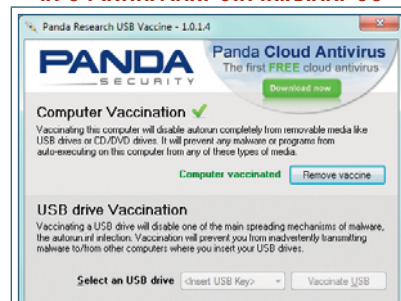 Panda Research USB Vaccine - 1.0.1.4
PANDA
SECURITY
Panda Cloud Antivirus
The first FREE cloud antivirus
Download now
Computer Vaccination
Vaccinating this computer will disable autorun completely from removable media like
USB drives or CD/DVD drives. It will prevent any malware or programs from
auto-executing on this computer from any of these types of media.
Computer vaccinated Remove vaccine
USB drive Vaccination
Vaccinating a USB drive will disable one of the main spreading mechanisms of malware,
the autorun.inf infection. Vaccination will prevent you from inadvertently transmitting
malware to/from other computers where you insert your USB drives.
Select an USB drive <Insert USB Key> Vaccinate USB